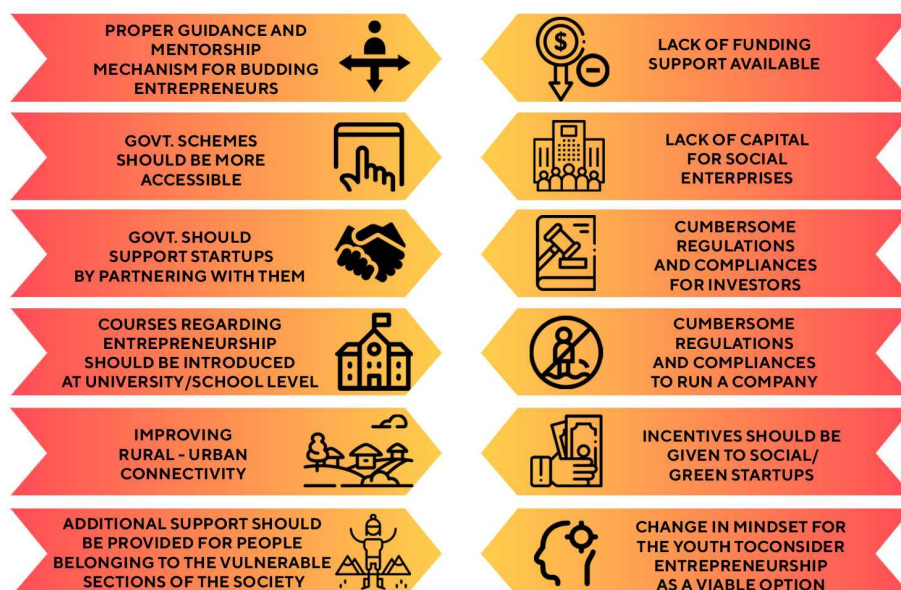 PROPER GUIDANCE AND
MENTORSHIP
MECHANISM FOR BUDDING
ENTREPRENEURS
GOVT. SCHEMES
SHOULD BE MORE
ACCESSIBLE
GOVT. SHOULD
SUPPORT STARTUPS
BY PARTNERING WITH THEM
COURSES REGARDING
ENTREPRENEURSHIP
SHOULD BE INTRODUCED
AT UNIVERSITY/SCHOOL LEVEL
IMPROVING
RURAL - URBAN
CONNECTIVITY
ADDITIONAL SUPPORT SHOULD
BE PROVIDED FOR PEOPLE
BELONGING TO THE VULNERABLE
SECTIONS OF THE SOCIETY
$
LACK OF FUNDING
SUPPORT AVAILABLE
LACK OF CAPITAL
FOR SOCIAL
ENTERPRISES
CUMBERSOME
REGULATIONS
AND COMPLIANCES
FOR INVESTORS
CUMBERSOME
REGULATIONS
AND COMPLIANCES
TO RUN A COMPANY
INCENTIVES SHOULD BE
GIVEN TO SOCIAL/
GREEN STARTUPS
CHANGE IN MINDSET FOR
THE YOUTH TOCONSIDER
ENTREPRENEURSHIP
AS A VIABLE OPTION